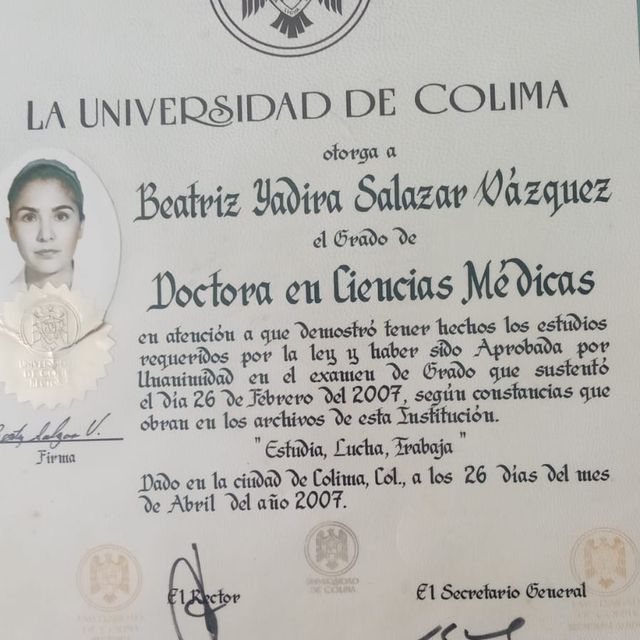 LA UNIVERSIDAD DE COLIMA
otorga a
Beatriz Yadira Salazar Vázquez
el Grado de
Doctora en Ciencias Médicas
en atención a que demostró tener hechos los estudios
requeridos por la ley y haber sido Aprobada por
Unanimidad en el examen de Grado que sustentó
el día 26 de Febrero del 2007, según constancias que
obran en los archivos de esta Institución.
" Estudia, Lucha, Trabaja "
Firma
Dado en la ciudad de Colima, Col., a los 26 días del mes
de Abril del año 2007.
UNIVERSIDAD
DE COLIMA
El Rector
El Secretario General